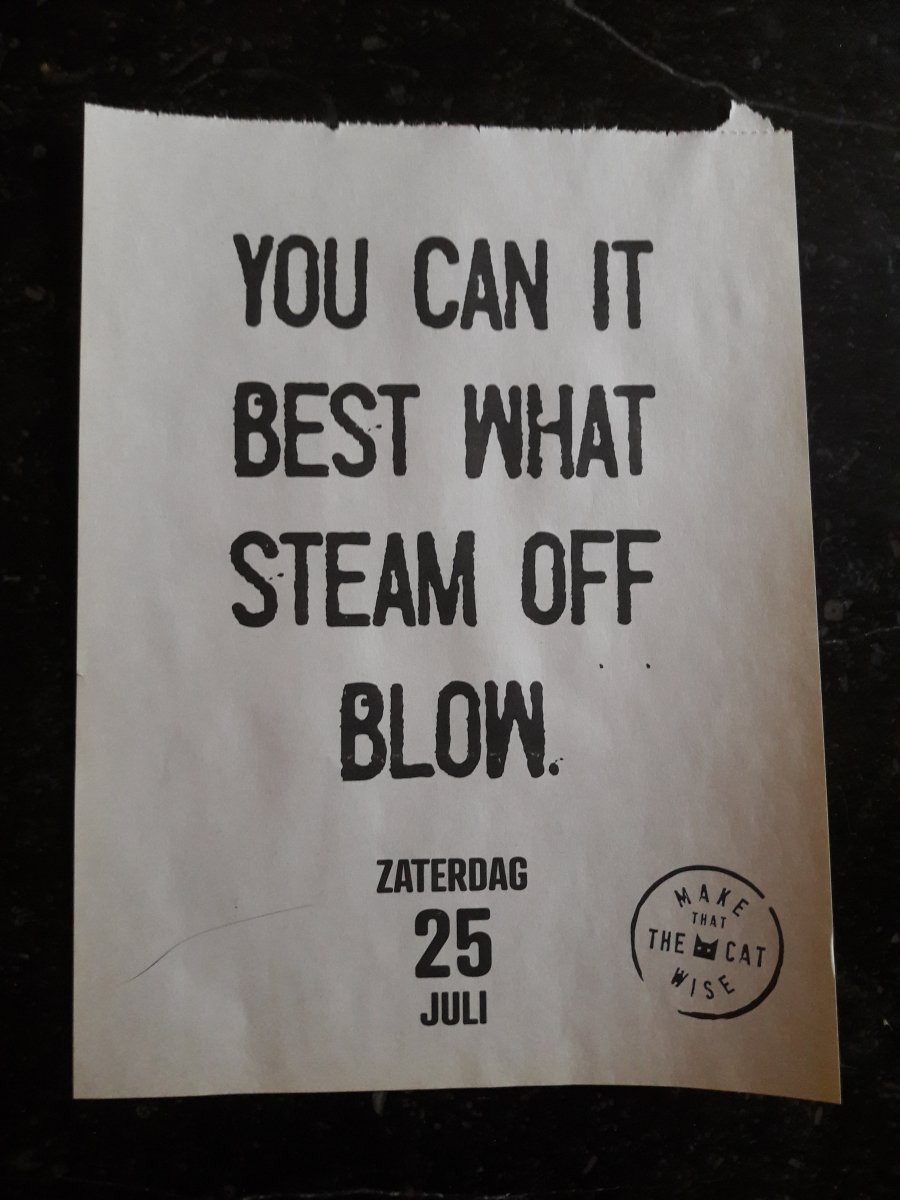 YOU CAN IT
BEST WHAT
STEAM OFF
BLOW.
ZATERDAG
25
JULI
MAKE
THAT
THE CAT
WISE